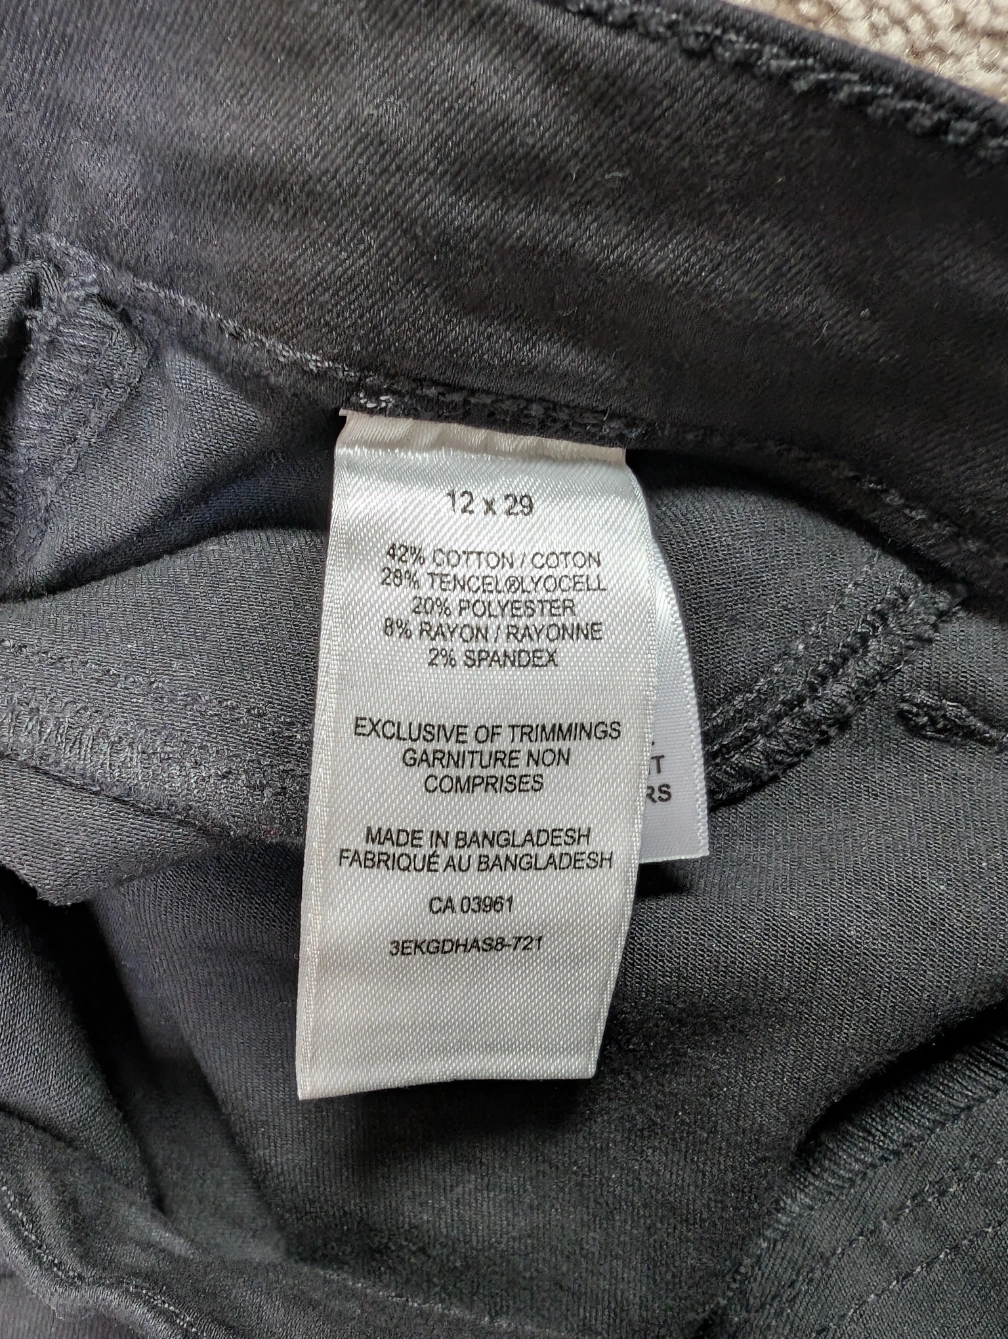 12 x 29
42% COTTON / COTON
28% TENCEL®LYOCELL
20% POLYESTER
8% RAYON / RAYONNE
2% SPANDEX
EXCLUSIVE OF TRIMMINGS
GARNITURE NON
COMPRISES
MADE IN BANGLADESH
FABRIQUÉ AU BANGLADESH
CA 03961
3EKGDHAS8-721